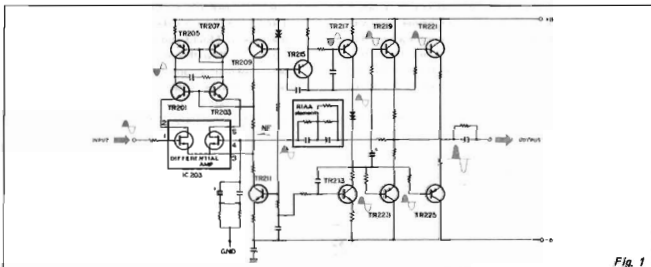 TR205
TR207
TR209
TR215
TR217
TR219
TR221
+B
TR201
TR203
RIAA
INPUT
1
2
5
4
3
NF
DIFFERENTIAL
AMP
IC 203
OUTPUT
TR211
TR213
TR223
TR225
GND
-B
Fig. 1